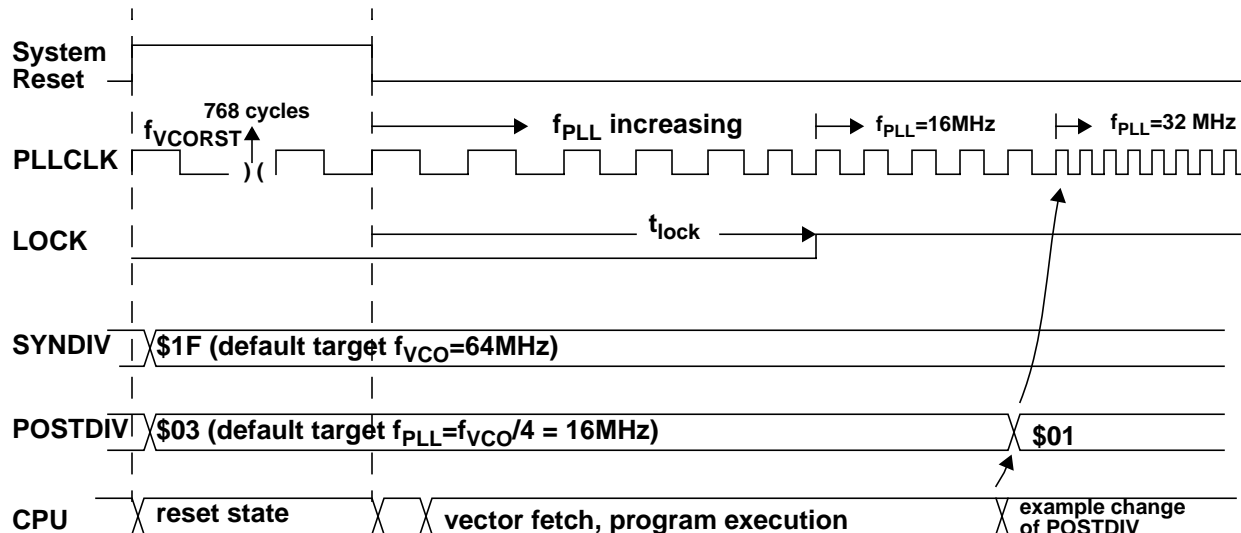 System
Reset
768 cycles
fVCORST
fPLL increasing
fPLL=16MHz
fPLL=32 MHz
PLLCLK
) (
LOCK
tlock
SYNDIV
$1F (default target fVCO=64MHz)
POSTDIV
$03 (default target fPLL=fVCO/4 = 16MHz)
$01
CPU
reset state
vector fetch, program execution
example change
of POSTDIV